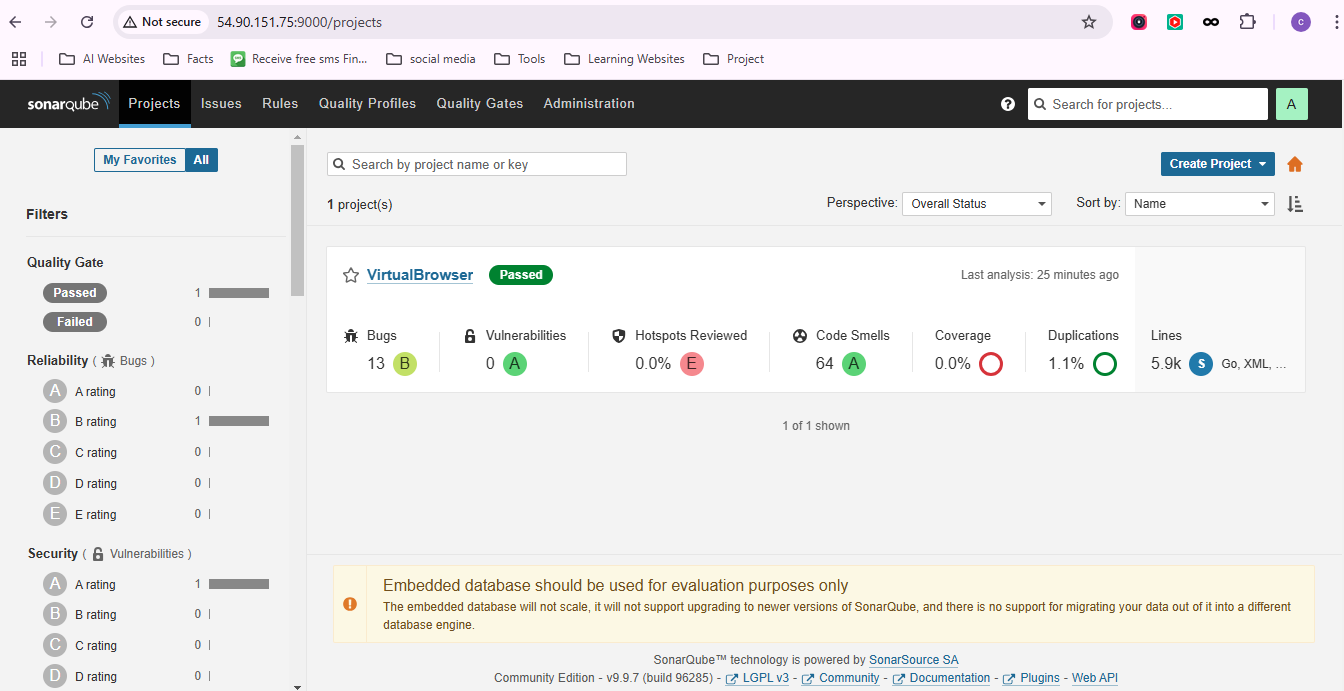 Not secure 54.90.151.75:9000/projects c
AI Websites Facts Receive free sms Fin... social media Tools Learning Websites Project
sonarqube Projects Issues Rules Quality Profiles Quality Gates Administration ? Search for projects... A
My Favorites All
Filters
Quality Gate
Passed 1
Failed 0
Reliability ( Bugs )
A A rating 0
B B rating 1
C C rating 0
D D rating 0
E E rating 0
Security ( Vulnerabilities )
A A rating 1
B B rating 0
C C rating 0
D D rating 0
Search by project name or key
Create Project
1 project(s)
Perspective: Overall Status Sort by: Name
VirtualBrowser Passed Last analysis: 25 minutes ago
Bugs Vulnerabilities Hotspots Reviewed Code Smells Coverage Duplications Lines
13 B 0 A 0.0% E 64 A 0.0% 1.1% 5.9k S Go, XML, ...
1 of 1 shown
Embedded database should be used for evaluation purposes only
The embedded database will not scale, it will not support upgrading to newer versions of SonarQube, and there is no support for migrating your data out of it into a different
database engine.
SonarQube™ technology is powered by SonarSource SA
Community Edition - v9.9.7 (build 96285) - LGPL v3 - Community - Documentation - Plugins - Web API